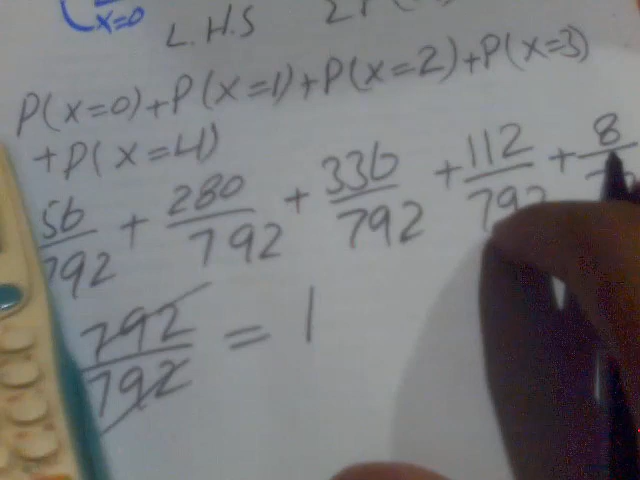 x=0
L.H.S
P(x=0)+P(x=1)+P(x=2)+P(x=3)
+P(x=4)
56/792 + 280/792 + 336/792 + 112/792 + 8/
792/792 = 1